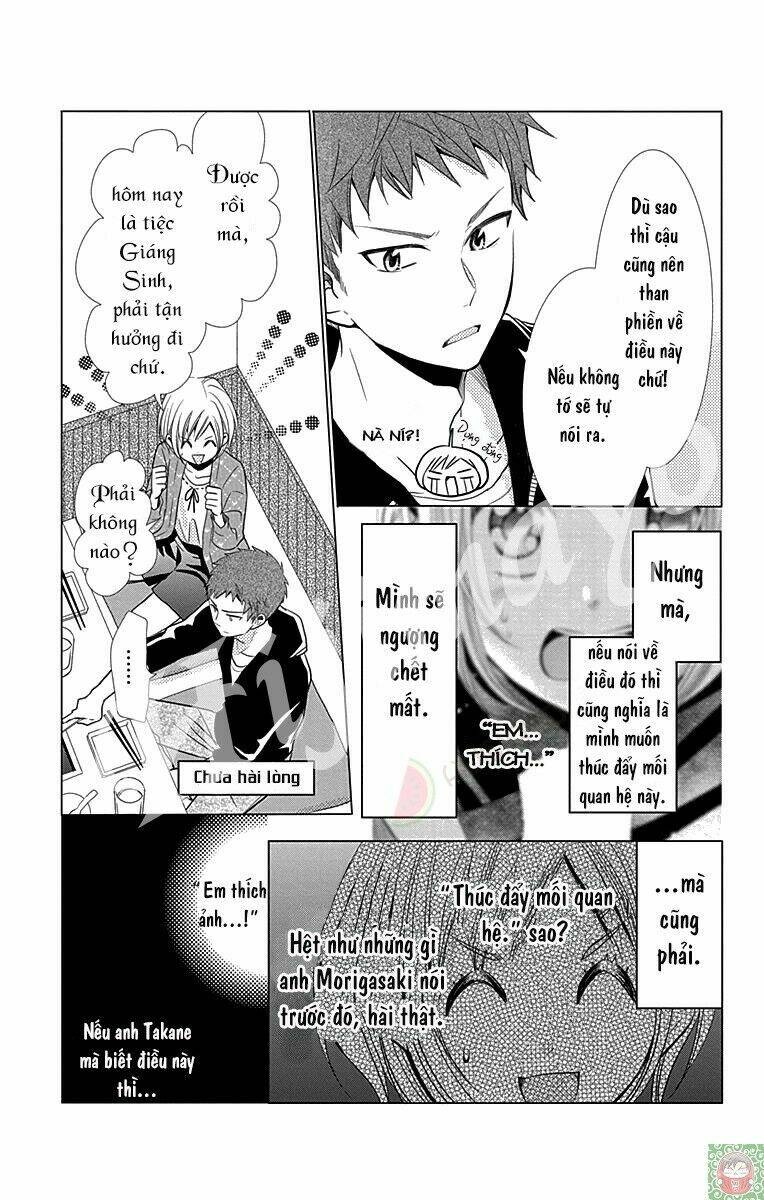 Dù sao
thì cậu
cũng nên
than
phiền về
điều này
chứ!
Nếu không
tớ sẽ tự
nói ra.
NÀ NÍ?!
Dựng đứng!
Được
rồi
mà,
hôm nay
là tiệc
Giáng
Sinh,
phải tận
hưởng đi
chứ.
Phải
không
nào?
......
Chưa hài lòng
Nhưng
mà,
nếu nói về
điều đó thì
cũng nghĩa là
mình muốn
thúc đẩy mối
quan hệ này.
"EM...
THÍCH..."
Mình sẽ
ngượng
chết
mất.
...mà
cũng
phải.
"Thúc đẩy mối quan
hệ." sao?
Hệt như những gì
anh Morigasaki nói
trước đó, hài thật.
"Em thích
ảnh...!"
Nếu anh Takane
mà biết điều này
thì...